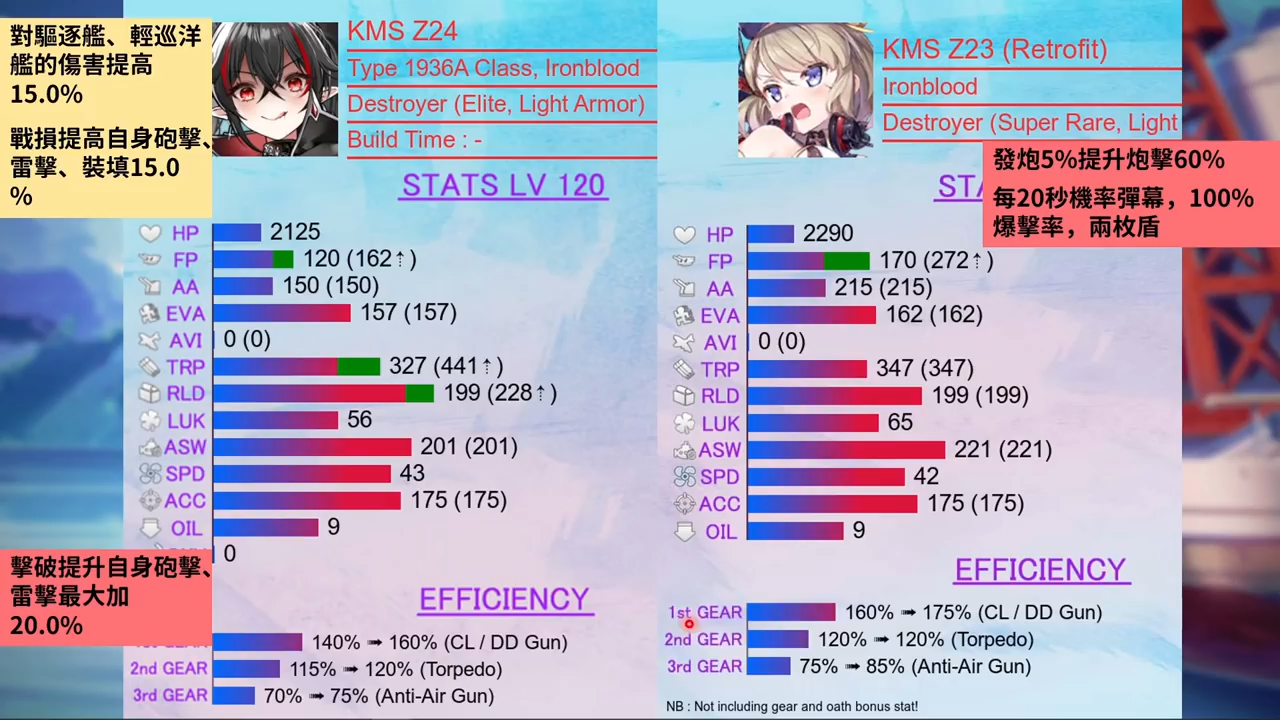 對驅逐艦、輕巡洋
艦的傷害提高
15.0%
戰損提高自身砲擊、
雷擊、裝填15.0
%
KMS Z24
Type 1936A Class, Ironblood
Destroyer (Elite, Light Armor)
Build Time : -
STATS LV 120
HP 2125
FP 120 (162⇡)
AA 150 (150)
EVA 157 (157)
AVI 0 (0)
TRP 327 (441⇡)
RLD 199 (228⇡)
LUK 56
ASW 201 (201)
SPD 43
ACC 175 (175)
OIL 9
0
擊破提升自身砲擊、
雷擊最大加
20.0%
EFFICIENCY
140% ➠ 160% (CL / DD Gun)
2nd GEAR 115% ➠ 120% (Torpedo)
3rd GEAR 70% ➠ 75% (Anti-Air Gun)
KMS Z23 (Retrofit)
Ironblood
Destroyer (Super Rare, Light
發炮5%提升炮擊60%
每20秒機率彈幕，100%
爆擊率，兩枚盾
STA
HP 2290
FP 170 (272⇡)
AA 215 (215)
EVA 162 (162)
AVI 0 (0)
TRP 347 (347)
RLD 199 (199)
LUK 65
ASW 221 (221)
SPD 42
ACC 175 (175)
OIL 9
EFFICIENCY
1st GEAR 160% ➠ 175% (CL / DD Gun)
2nd GEAR 120% ➠ 120% (Torpedo)
3rd GEAR 75% ➠ 85% (Anti-Air Gun)
NB : Not including gear and oath bonus stat!